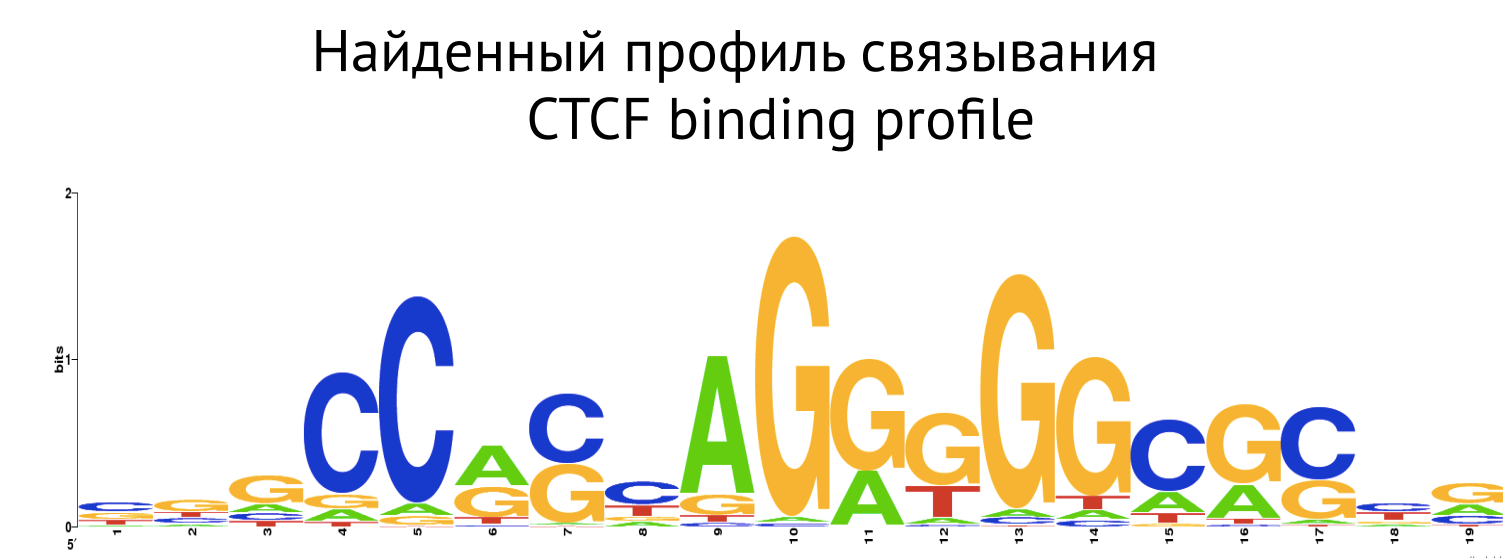 Найденный профиль связывания
CTCF binding profile
2
bits
1
0
5′
1 2 3 4 5 6 7 8 9 10 11 12 13 14 15 16 17 18 19
C G G C C A C C A G G G G G C G C C G
G T A G A G G T G A A T A T A A G T A
T C C A G T A G T C A C A T T A G C
A T T A C C G C T A